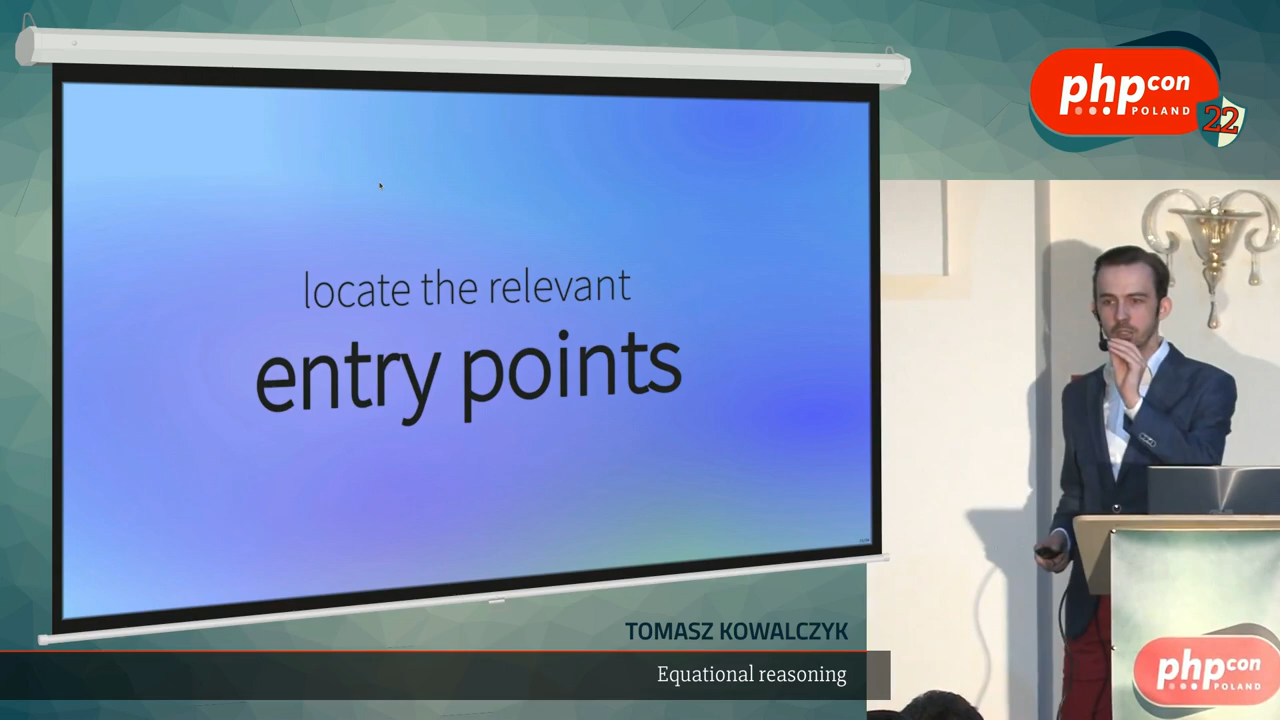 phpcon
POLAND
22
locate the relevant
entry points
TOMASZ KOWALCZYK
Equational reasoning
phpcon
POLAND